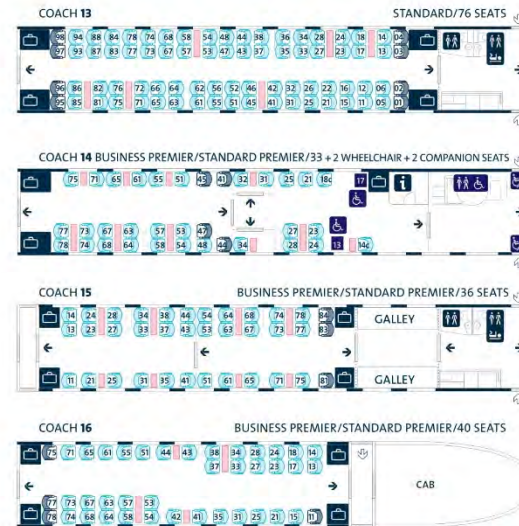 COACH 13 STANDARD/76 SEATS
98 94 88 84 78 74 68 64 58 54 48 44 38 36 34 28 24 18 14 04
97 93 87 83 77 73 67 63 57 53 47 43 37 35 33 27 23 17 13 03
96 86 82 76 72 66 64 62 56 52 46 42 32 36 26 22 16 12 06 02
95 85 81 75 71 65 63 61 55 51 45 41 31 25 21 15 11 05 01
COACH 14 BUSINESS PREMIER/STANDARD PREMIER/33 + 2 WHEELCHAIR + 2 COMPANION SEATS
75 71 65 61 55 51 45 41 32 31 25 21 18c 17 i
77 73 67 63 57 53 47 27 23
78 74 68 64 58 54 48 44 34 28 24 13 14c
COACH 15 BUSINESS PREMIER/STANDARD PREMIER/36 SEATS
14 24 28 34 38 44 54 58 64 68 74 78 84 GALLEY
13 23 27 33 37 43 53 57 63 67 73 77 83
11 21 25 31 35 41 51 61 65 71 75 81 GALLEY
COACH 16 BUSINESS PREMIER/STANDARD PREMIER/40 SEATS
75 71 65 61 55 51 44 43 38 34 28 24 18 14
37 33 27 23 17 13
CAB
77 73 67 63 57 53
78 74 68 64 58 54 42 41 35 31 25 21 15 11